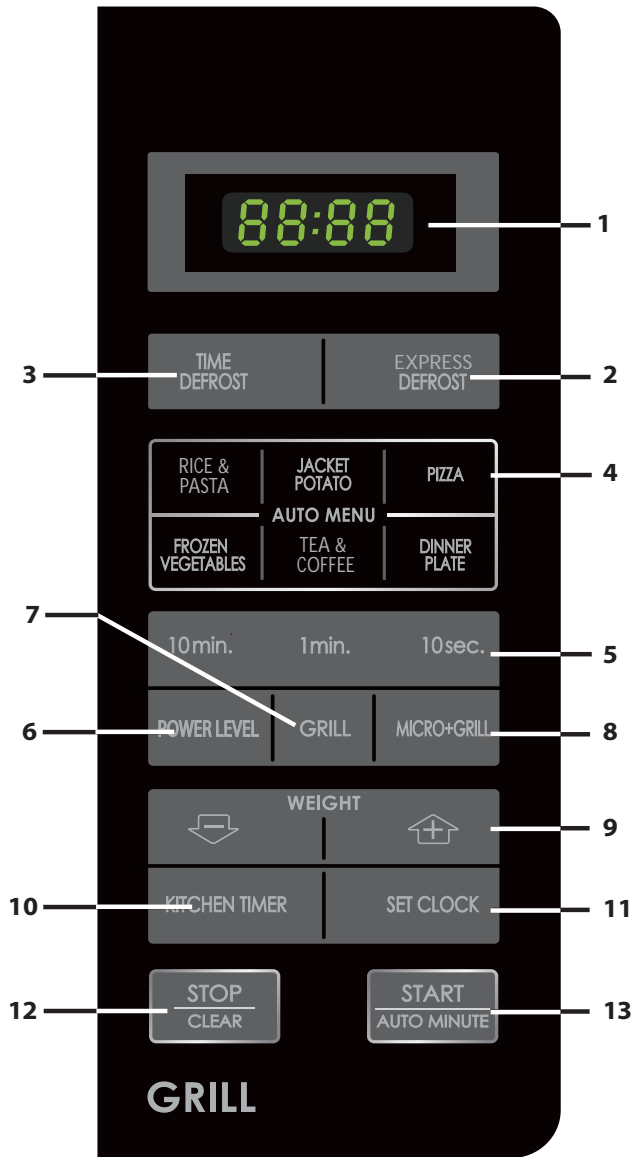 88:88
1
TIME
DEFROST
EXPRESS
DEFROST
3
2
RICE &
PASTA
JACKET
POTATO
PIZZA
4
AUTO MENU
FROZEN
VEGETABLES
TEA &
COFFEE
DINNER
PLATE
7
10min.
1min.
10sec.
5
6
POWER LEVEL
GRILL
MICRO+GRILL
8
WEIGHT
-
+
9
10
KITCHEN TIMER
SET CLOCK
11
12
STOP
CLEAR
START
AUTO MINUTE
13
GRILL